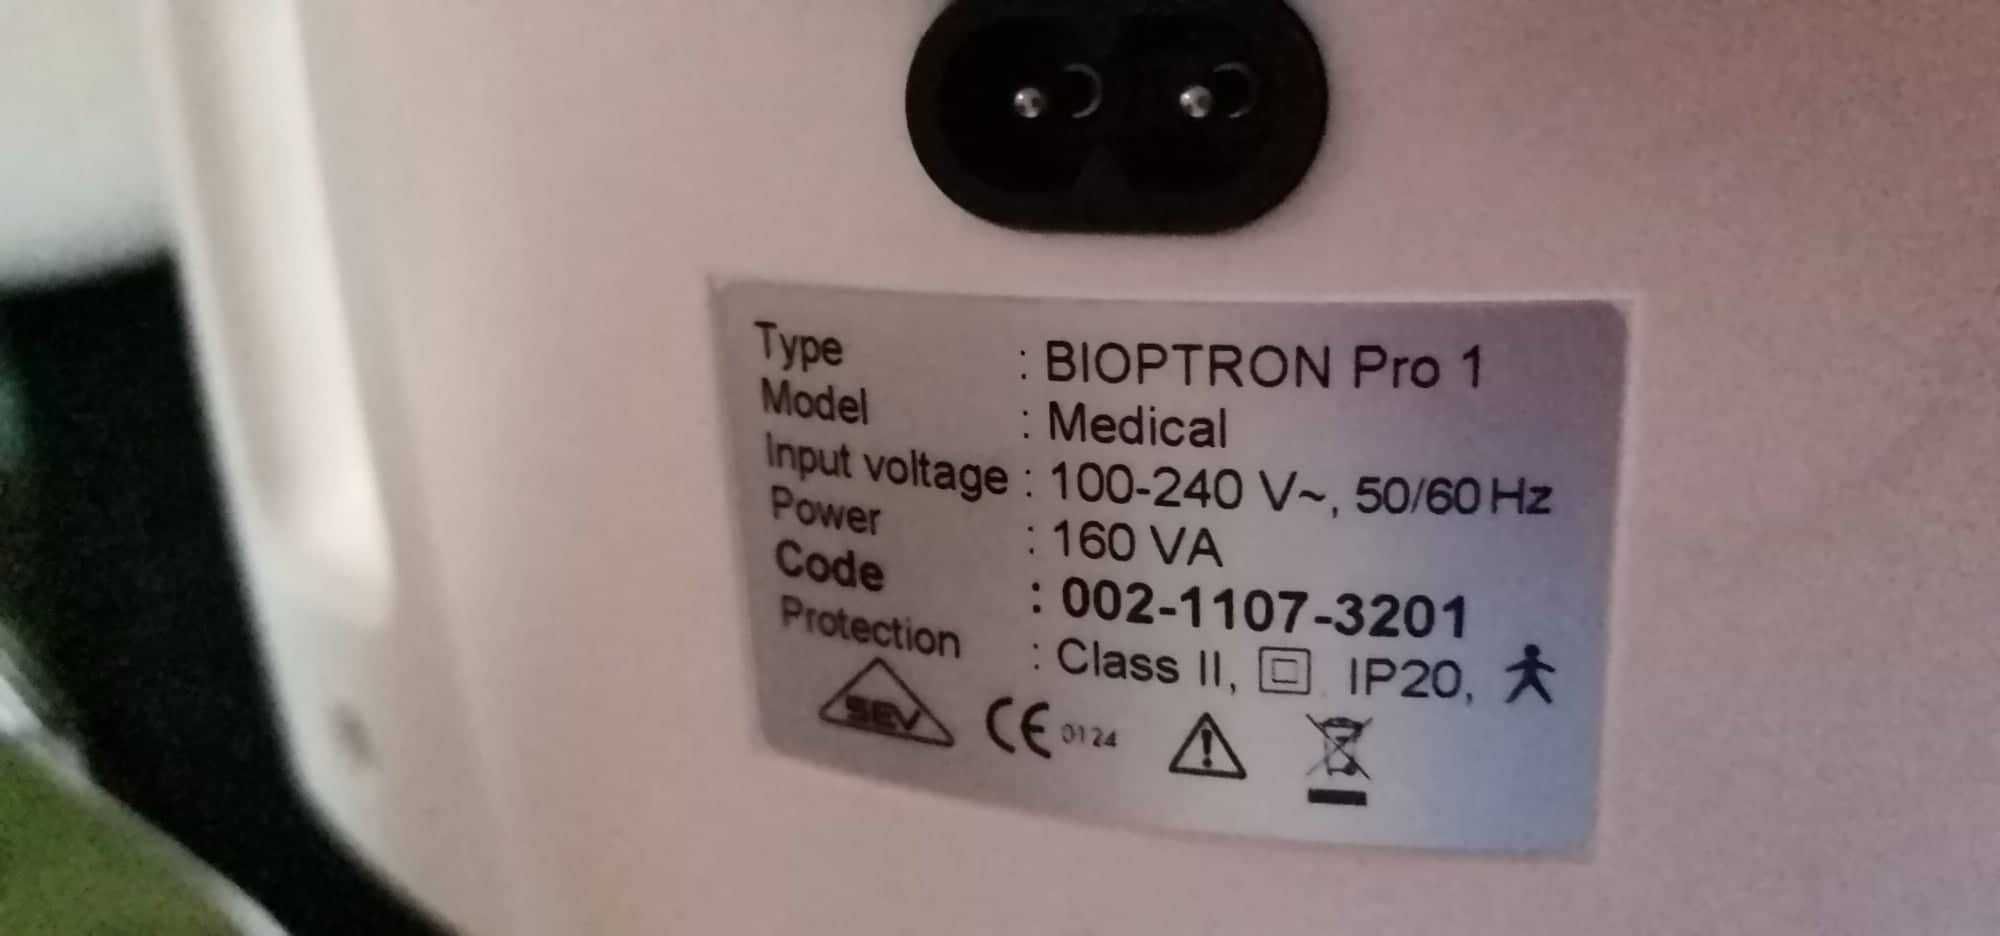 Type : BIOPTRON Pro 1
Model : Medical
Input voltage : 100-240 V~, 50/60 Hz
Power : 160 VA
Code : 002-1107-3201
Protection : Class II, IP20,
SEV CE 0124